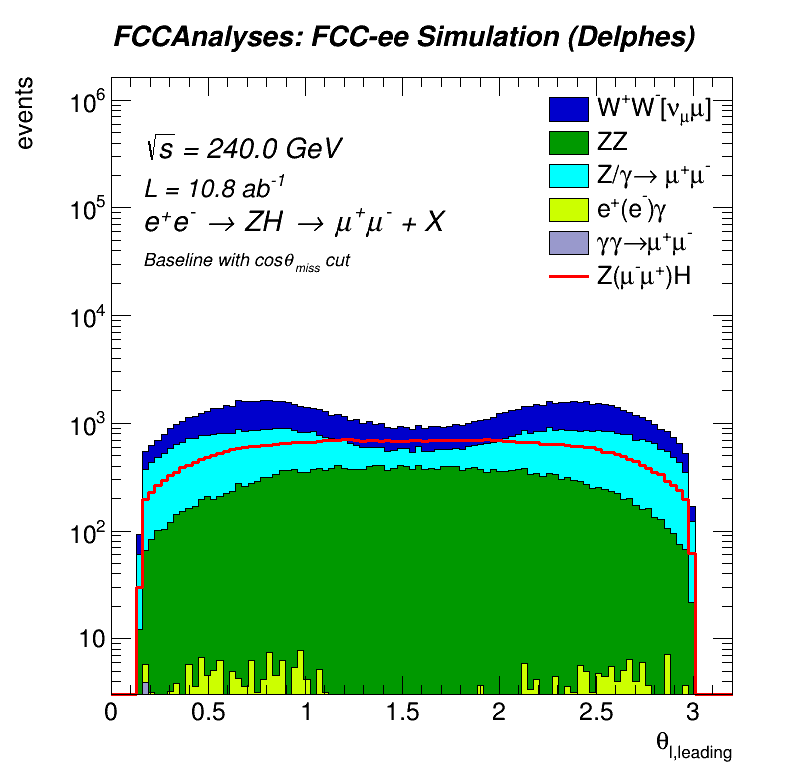 FCCAnalyses: FCC-ee Simulation (Delphes)
events
√s = 240.0 GeV
L = 10.8 ab⁻¹
e⁺e⁻ → ZH → μ⁺μ⁻ + X
Baseline with cosθ_miss cut
W⁺W⁻[ν_μμ]
ZZ
Z/γ→ μ⁺μ⁻
e⁺(e⁻)γ
γγ→μ⁺μ⁻
Z(μ⁻μ⁺)H
10⁶
10⁵
10⁴
10³
10²
10
0 0.5 1 1.5 2 2.5 3
θ_l,leading